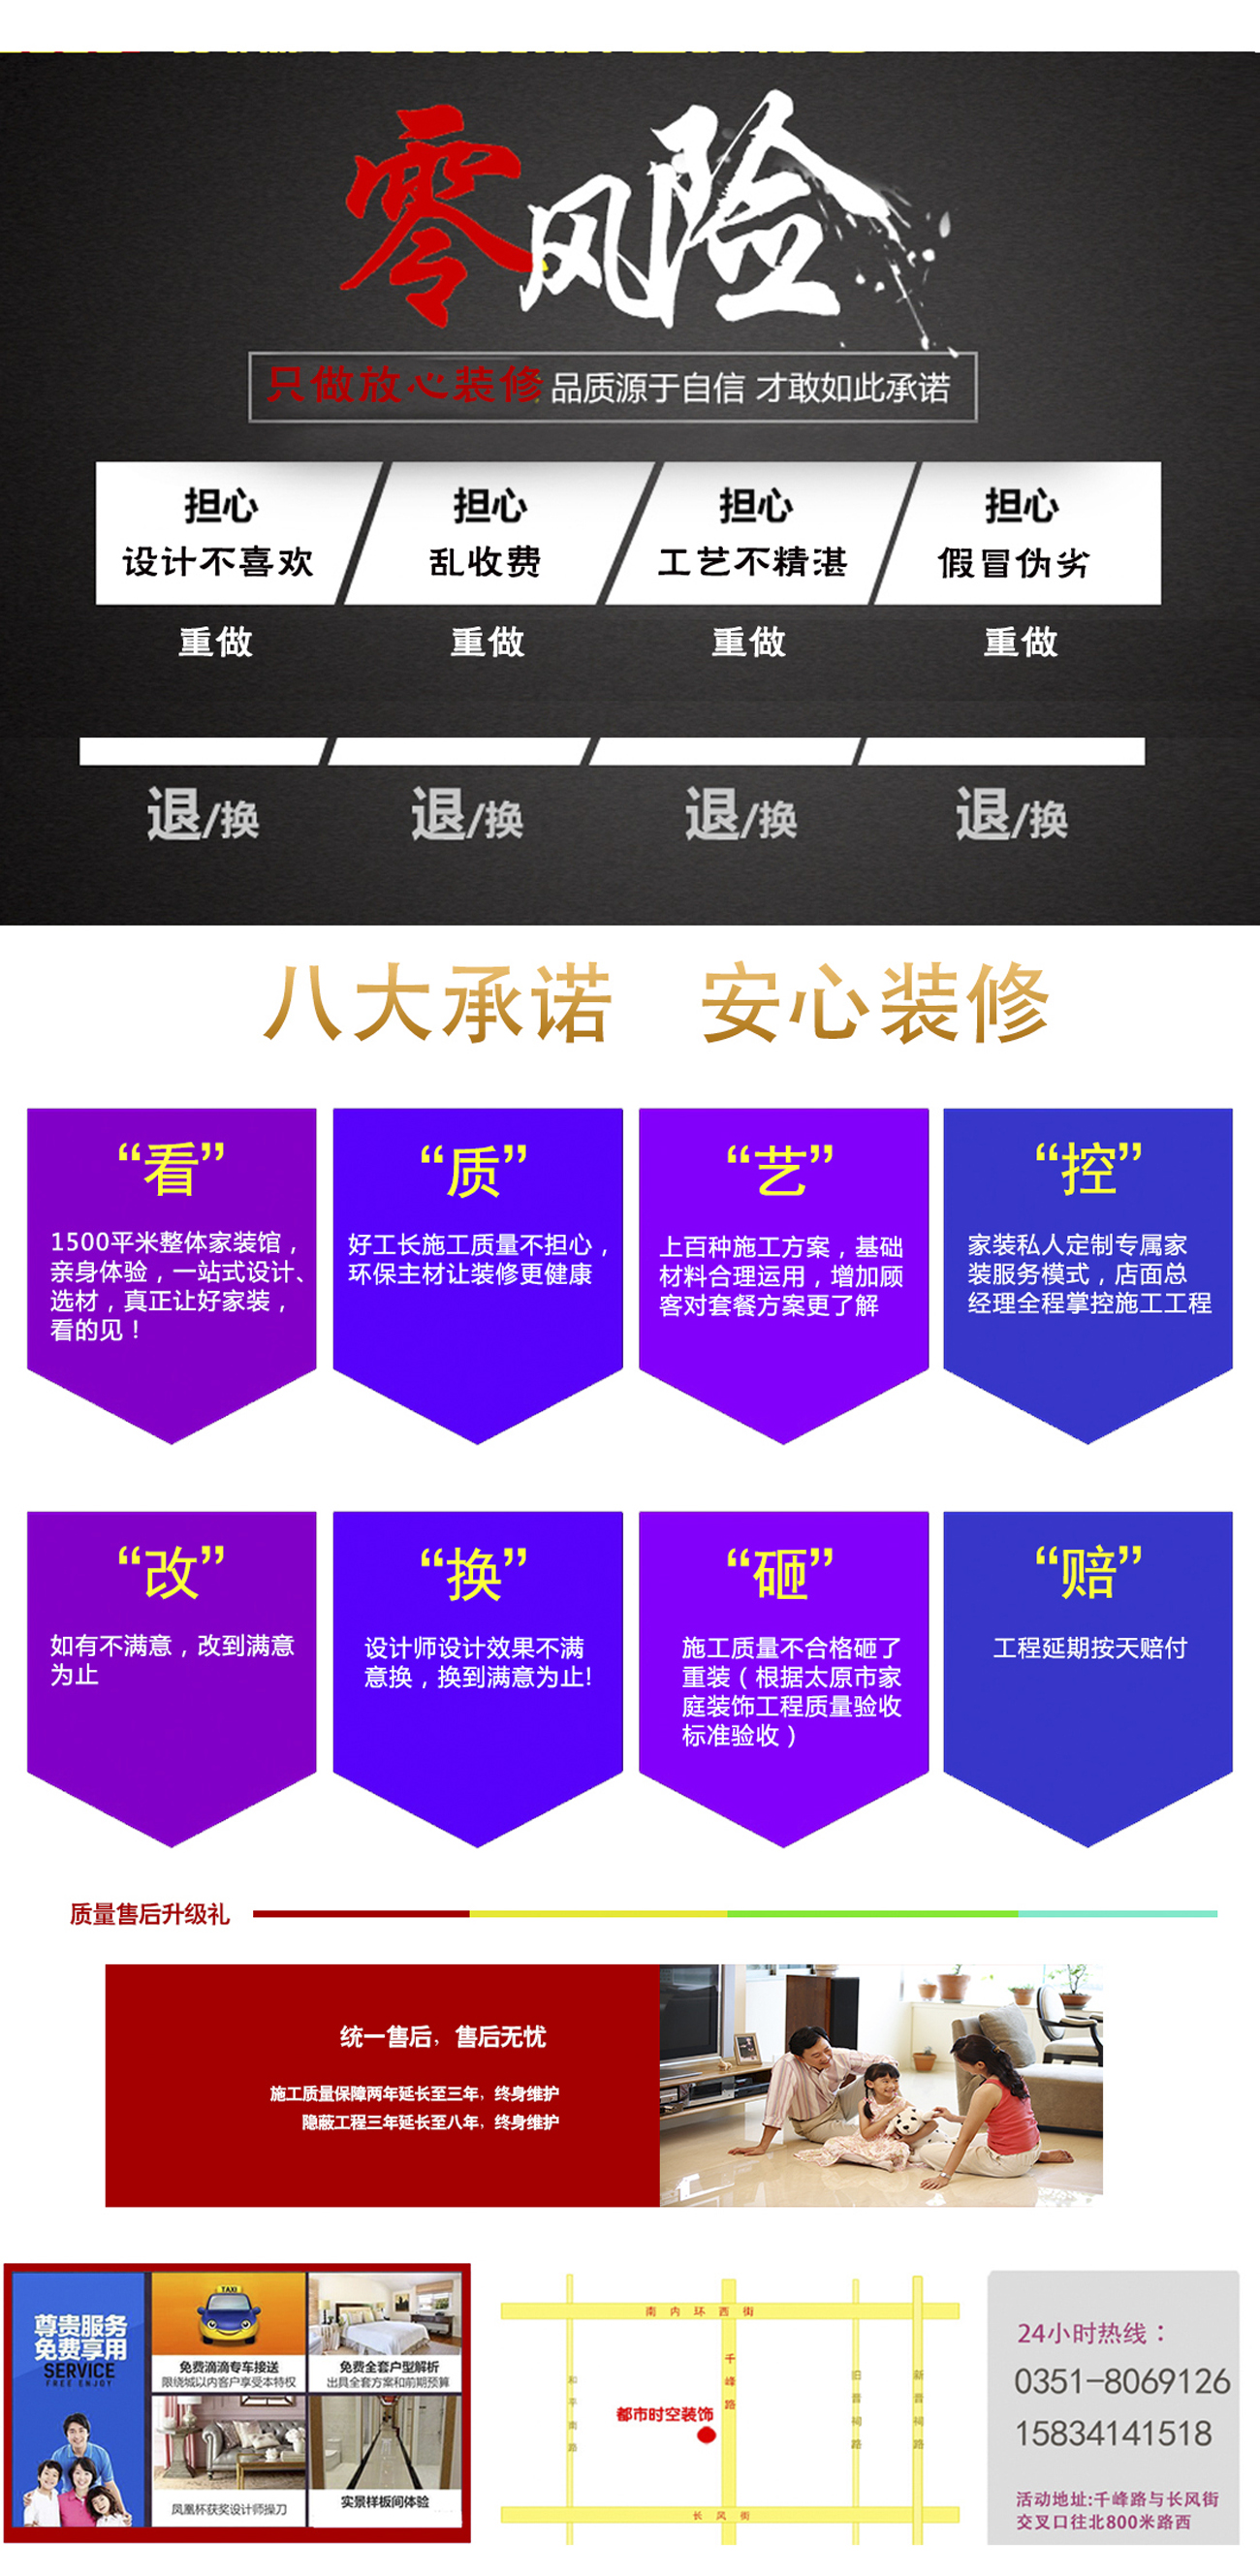 零风险
只做放心装修 品质源于自信 才敢如此承诺
担心 担心 担心 担心
设计不喜欢 乱收费 工艺不精湛 假冒伪劣
重做 重做 重做 重做
退/换 退/换 退/换 退/换
八大承诺 安心装修
“看”
1500平米整体家装馆，
亲身体验，一站式设计、
选材，真正让好家装，
看的见！
“质”
好工长施工质量不担心，
环保主材让装修更健康
“艺”
上百种施工方案，基础
材料合理运用，增加顾
客对套餐方案更了解
“控”
家装私人定制专属家
装服务模式，店面总
经理全程掌控施工工程
“改”
如有不满意，改到满意
为止
“换”
设计师设计效果不满
意换，换到满意为止!
“砸”
施工质量不合格砸了
重装（根据太原市家
庭装饰工程质量验收
标准验收）
“赔”
工程延期按天赔付
质量售后升级礼
统一售后，售后无忧
施工质量保障两年延长至三年，终身维护
隐蔽工程三年延长至八年，终身维护
尊贵服务
免费享用
SERVICE
FREE ENJOY
TAXI
免费滴滴专车接送
限绕城以内客户享受本特权
免费全套户型解析
出具全套方案和前期预算
凤凰杯获奖设计师操刀
实景样板间体验
南内环西街
千峰路
和平南路
旧晋祠路
新晋祠路
都市时空装饰
长风街
24小时热线：
0351-8069126
15834141518
活动地址:千峰路与长风街
交叉口往北800米路西